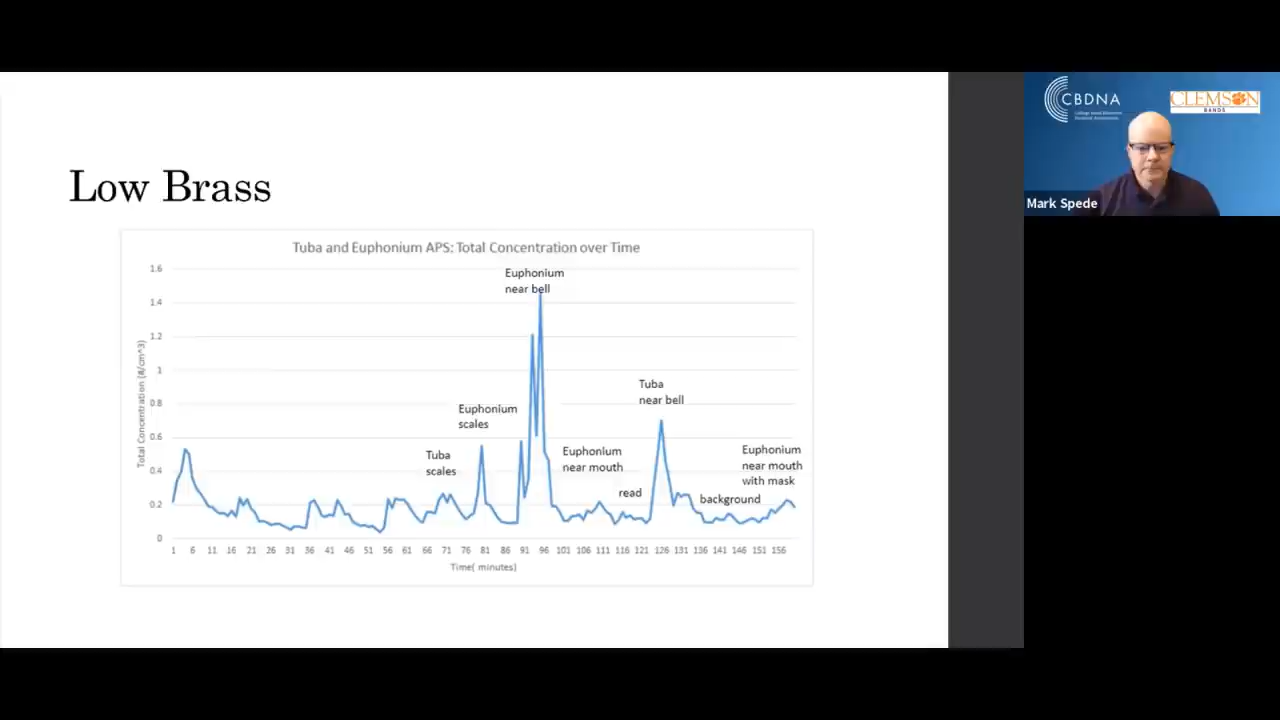 Low Brass
Tuba and Euphonium APS: Total Concentration over Time
Total Concentration (#/cm^3)
1.6
1.4
1.2
1
0.8
0.6
0.4
0.2
0
Euphonium
near bell
Tuba
near bell
Euphonium
scales
Tuba
scales
Euphonium
near mouth
read
background
Euphonium
near mouth
with mask
1 6 11 16 21 26 31 36 41 46 51 56 61 66 71 76 81 86 91 96 101 106 111 116 121 126 131 136 141 146 151 156
Time( minutes)
CBDNA
CLEMSON
BANDS
Mark Spede